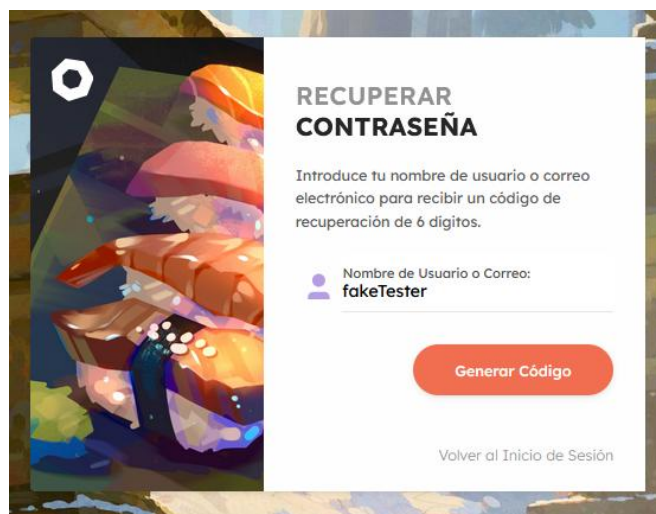 RECUPERAR
CONTRASEÑA
Introduce tu nombre de usuario o correo
electrónico para recibir un código de
recuperación de 6 dígitos.
Nombre de Usuario o Correo:
fakeTester
Generar Código
Volver al Inicio de Sesión